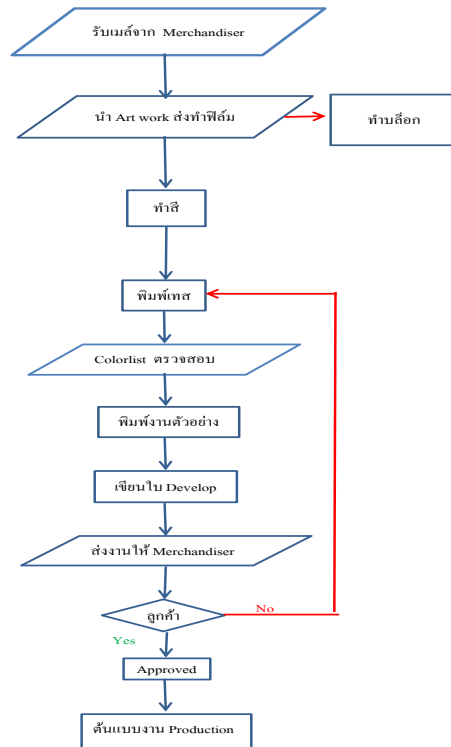 รับเมล์จาก Merchandiser
นำ Art work ส่งทำฟิล์ม
ทำบล็อก
ทำสี
พิมพ์เทส
Colorlist ตรวจสอบ
พิมพ์งานตัวอย่าง
เขียนใบ Develop
ส่งงานให้ Merchandiser
ลูกค้า
No
Yes
Approved
ต้นแบบงาน Production